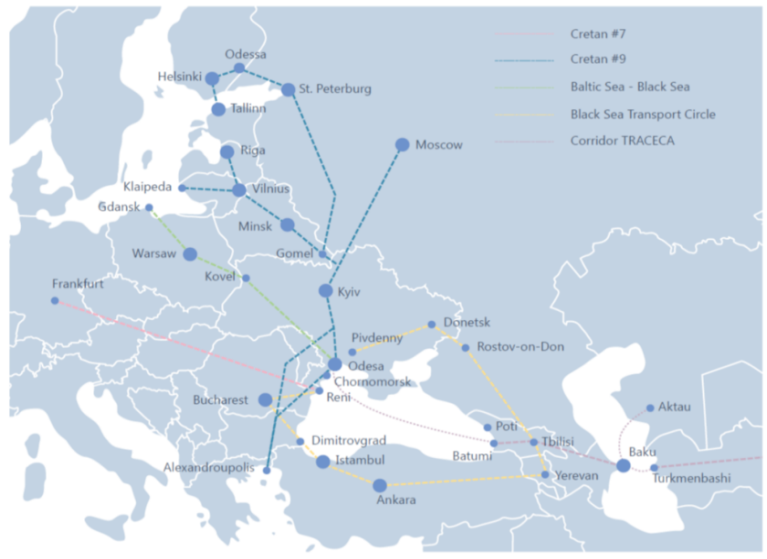 Cretan #7
Cretan #9
Baltic Sea - Black Sea
Black Sea Transport Circle
Corridor TRACECA
Odessa
Helsinki
St. Peterburg
Tallinn
Moscow
Riga
Klaipeda
Vilnius
Gdansk
Minsk
Warsaw
Gomel
Kovel
Frankfurt
Kyiv
Donetsk
Pivdenny
Rostov-on-Don
Odesa
Chornomorsk
Reni
Bucharest
Aktau
Poti
Dimitrovgrad
Tbilisi
Batumi
Baku
Istambul
Alexandroupolis
Yerevan
Turkmenbashi
Ankara